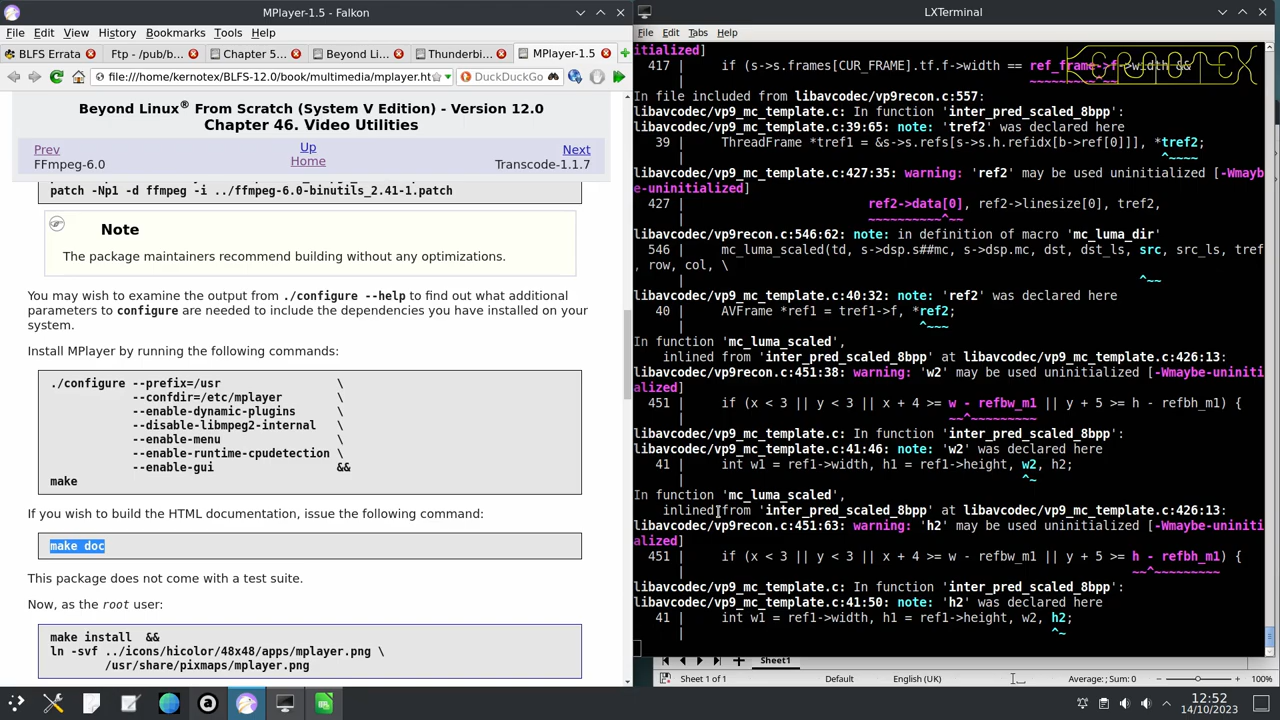 MPlayer-1.5 - Falkon
File Edit View History Bookmarks Tools Help
BLFS Errata Ftp - /pub/b... Chapter 5... Beyond Li... Thunderbi... MPlayer-1.5
file:///home/kernotex/BLFS-12.0/book/multimedia/mplayer.ht DuckDuckGo
Beyond Linux® From Scratch (System V Edition) - Version 12.0
Chapter 46. Video Utilities
Prev Up Next
FFmpeg-6.0 Home Transcode-1.1.7
patch -Np1 -d ffmpeg -i ../ffmpeg-6.0-binutils_2.41-1.patch
Note
The package maintainers recommend building without any optimizations.
You may wish to examine the output from ./configure --help to find out what additional
parameters to configure are needed to include the dependencies you have installed on your
system.
Install MPlayer by running the following commands:
./configure --prefix=/usr \
--confdir=/etc/mplayer \
--enable-dynamic-plugins \
--disable-libmpeg2-internal \
--enable-menu \
--enable-runtime-cpudetection \
--enable-gui &&
make
If you wish to build the HTML documentation, issue the following command:
make doc
This package does not come with a test suite.
Now, as the root user:
make install &&
ln -svf ../icons/hicolor/48x48/apps/mplayer.png \
/usr/share/pixmaps/mplayer.png
LXTerminal
File Edit Tabs Help
itialized]
417 | if (s->s.frames[CUR_FRAME].tf.f->width == ref_frame->f->width &&
| ~~~~~~~~~^~~
KERNOTEX
In file included from libavcodec/vp9recon.c:557:
libavcodec/vp9_mc_template.c: In function 'inter_pred_scaled_8bpp':
libavcodec/vp9_mc_template.c:39:65: note: 'tref2' was declared here
39 | ThreadFrame *tref1 = &s->s.refs[s->s.h.refidx[b->ref[0]]], *tref2;
| ^~~~~
libavcodec/vp9_mc_template.c:427:35: warning: 'ref2' may be used uninitialized [-Wmayb
e-uninitialized]
427 | ref2->data[0], ref2->linesize[0], tref2,
| ~~~~~~~~~~^~~
libavcodec/vp9recon.c:546:62: note: in definition of macro 'mc_luma_dir'
546 | mc_luma_scaled(td, s->dsp.s##mc, s->dsp.mc, dst, dst_ls, src, src_ls, tref
, row, col, \
| ^~~
libavcodec/vp9_mc_template.c:40:32: note: 'ref2' was declared here
40 | AVFrame *ref1 = tref1->f, *ref2;
| ^~~~
In function 'mc_luma_scaled',
inlined from 'inter_pred_scaled_8bpp' at libavcodec/vp9_mc_template.c:426:13:
libavcodec/vp9recon.c:451:38: warning: 'w2' may be used uninitialized [-Wmaybe-uniniti
alized]
451 | if (x < 3 || y < 3 || x + 4 >= w - refbw_m1 || y + 5 >= h - refbh_m1) {
| ~~^~~~~~~~~~
libavcodec/vp9_mc_template.c: In function 'inter_pred_scaled_8bpp':
libavcodec/vp9_mc_template.c:41:46: note: 'w2' was declared here
41 | int w1 = ref1->width, h1 = ref1->height, w2, h2;
| ^~
In function 'mc_luma_scaled',
inlined from 'inter_pred_scaled_8bpp' at libavcodec/vp9_mc_template.c:426:13:
libavcodec/vp9recon.c:451:63: warning: 'h2' may be used uninitialized [-Wmaybe-uniniti
alized]
451 | if (x < 3 || y < 3 || x + 4 >= w - refbw_m1 || y + 5 >= h - refbh_m1) {
| ~~^~~~~~~~~~
libavcodec/vp9_mc_template.c: In function 'inter_pred_scaled_8bpp':
libavcodec/vp9_mc_template.c:41:50: note: 'h2' was declared here
41 | int w1 = ref1->width, h1 = ref1->height, w2, h2;
| ^~
Sheet1
Sheet 1 of 1 Default English (UK) Average: ; Sum: 0 100%
12:52
14/10/2023